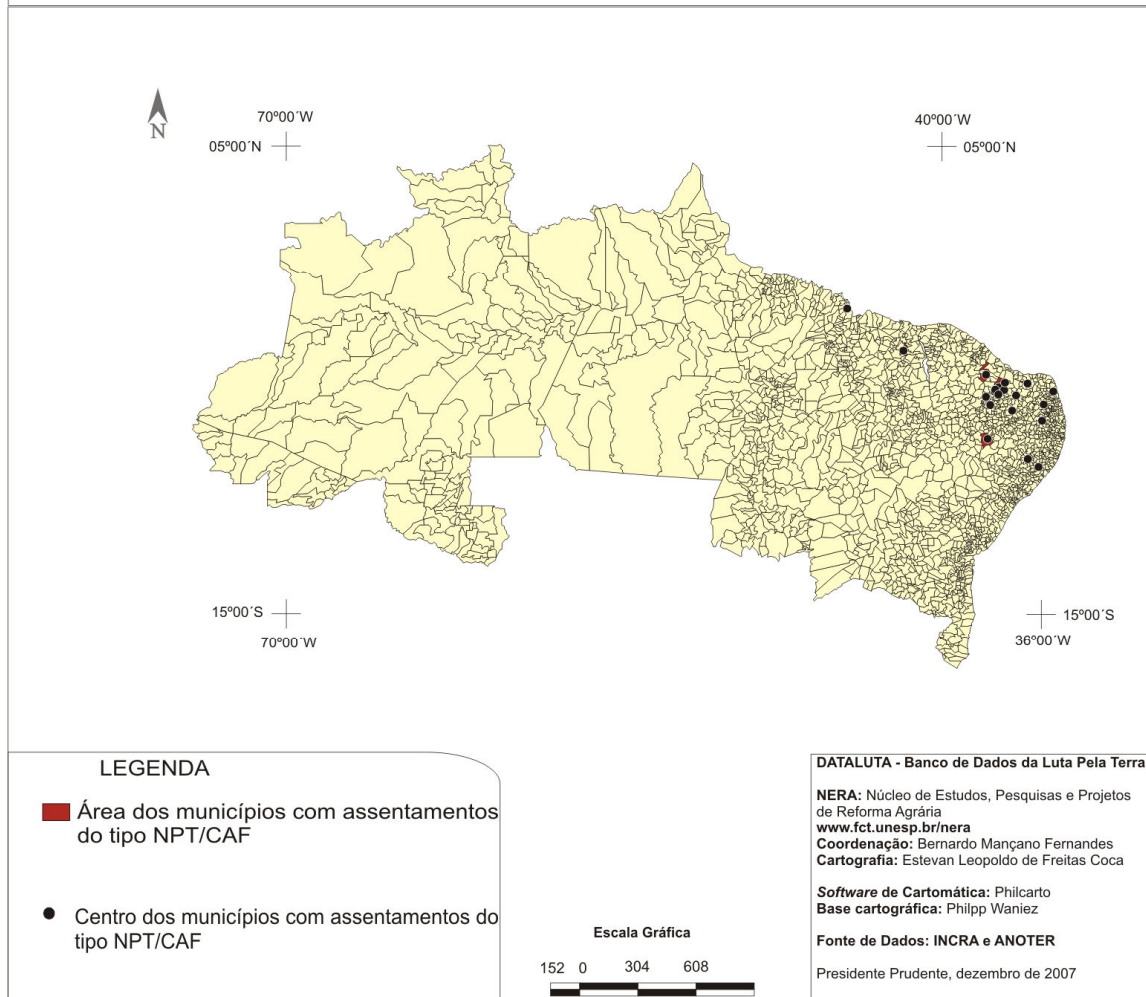 N
70º00´W
05º00´N
40º00´W
05º00´N
15º00´S
70º00´W
15º00´S
36º00´W
LEGENDA
Área dos municípios com assentamentos
do tipo NPT/CAF
Centro dos municípios com assentamentos do
tipo NPT/CAF
Escala Gráfica
152 0 304 608
DATALUTA - Banco de Dados da Luta Pela Terra
NERA: Núcleo de Estudos, Pesquisas e Projetos
de Reforma Agrária
www.fct.unesp.br/nera
Coordenação: Bernardo Mançano Fernandes
Cartografia: Estevan Leopoldo de Freitas Coca
Software de Cartomática: Philcarto
Base cartográfica: Philpp Waniez
Fonte de Dados: INCRA e ANOTER
Presidente Prudente, dezembro de 2007